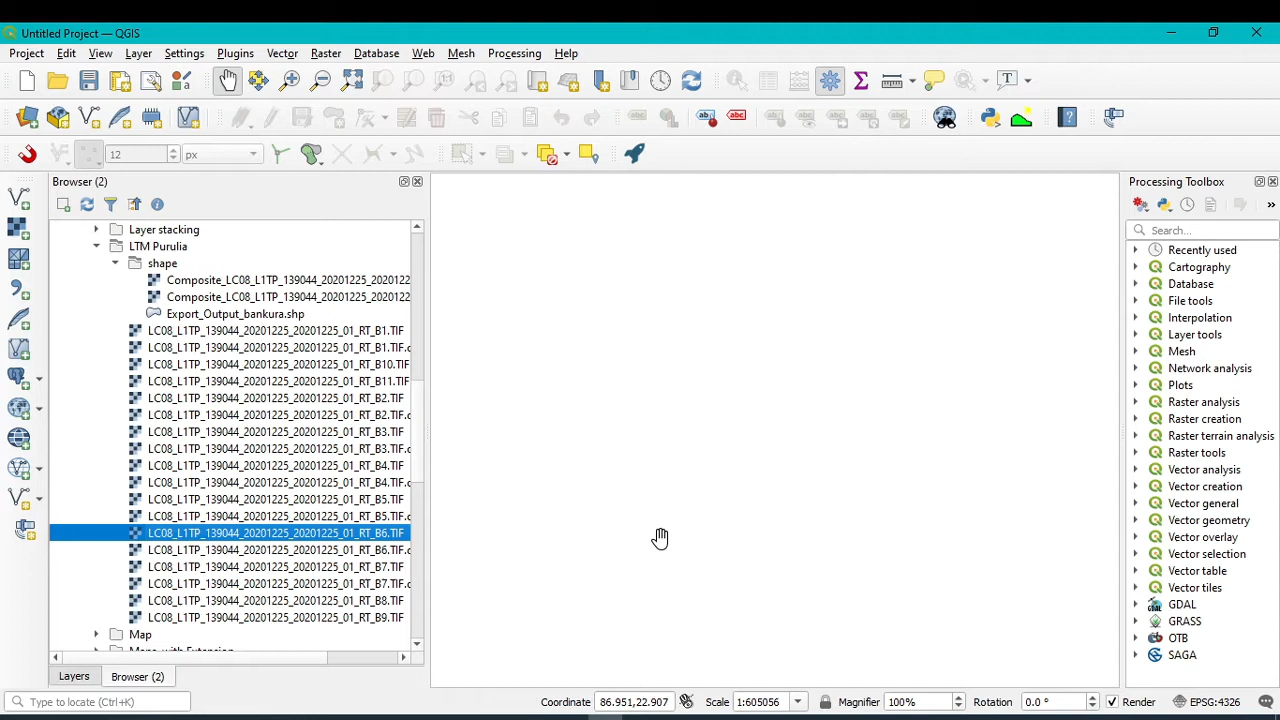 Untitled Project — QGIS
Project Edit View Layer Settings Plugins Vector Raster Database Web Mesh Processing Help
12 px
Browser (2)
Layer stacking
LTM Purulia
shape
Composite_LC08_L1TP_139044_20201225_2020122
Composite_LC08_L1TP_139044_20201225_2020122
Export_Output_bankura.shp
LC08_L1TP_139044_20201225_20201225_01_RT_B1.TIF
LC08_L1TP_139044_20201225_20201225_01_RT_B1.TIF.c
LC08_L1TP_139044_20201225_20201225_01_RT_B10.TIF
LC08_L1TP_139044_20201225_20201225_01_RT_B11.TIF
LC08_L1TP_139044_20201225_20201225_01_RT_B2.TIF
LC08_L1TP_139044_20201225_20201225_01_RT_B2.TIF.c
LC08_L1TP_139044_20201225_20201225_01_RT_B3.TIF
LC08_L1TP_139044_20201225_20201225_01_RT_B3.TIF.c
LC08_L1TP_139044_20201225_20201225_01_RT_B4.TIF
LC08_L1TP_139044_20201225_20201225_01_RT_B4.TIF.c
LC08_L1TP_139044_20201225_20201225_01_RT_B5.TIF
LC08_L1TP_139044_20201225_20201225_01_RT_B5.TIF.c
LC08_L1TP_139044_20201225_20201225_01_RT_B6.TIF
LC08_L1TP_139044_20201225_20201225_01_RT_B6.TIF.c
LC08_L1TP_139044_20201225_20201225_01_RT_B7.TIF
LC08_L1TP_139044_20201225_20201225_01_RT_B7.TIF.c
LC08_L1TP_139044_20201225_20201225_01_RT_B8.TIF
LC08_L1TP_139044_20201225_20201225_01_RT_B9.TIF
Map
Layers Browser (2)
Processing Toolbox
Search...
Recently used
Cartography
Database
File tools
Interpolation
Layer tools
Mesh
Network analysis
Plots
Raster analysis
Raster creation
Raster terrain analysis
Raster tools
Vector analysis
Vector creation
Vector general
Vector geometry
Vector overlay
Vector selection
Vector table
Vector tiles
GDAL
GRASS
OTB
SAGA
Type to locate (Ctrl+K) Coordinate 86.951,22.907 Scale 1:605056 Magnifier 100% Rotation 0.0 ° Render EPSG:4326